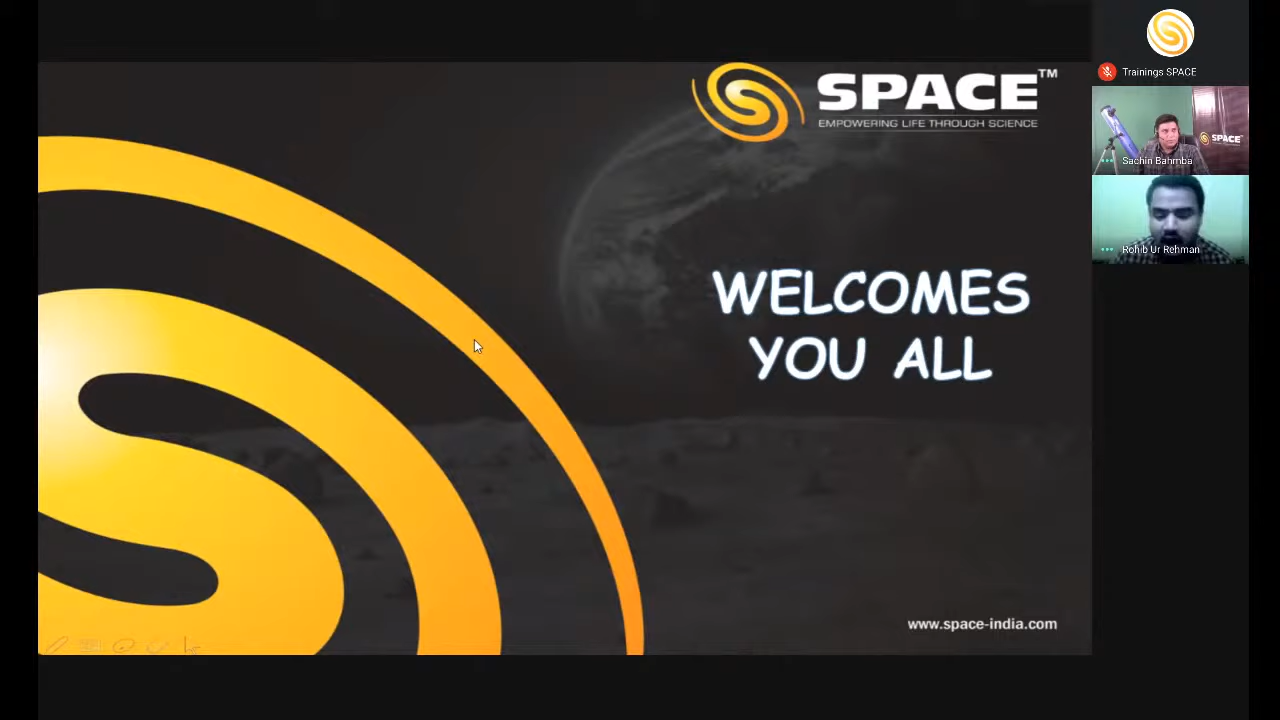 SPACE™
EMPOWERING LIFE THROUGH SCIENCE
WELCOMES
YOU ALL
www.space-india.com
Trainings SPACE
SPACE™
Sachin Bahmba
Rohib Ur Rehman